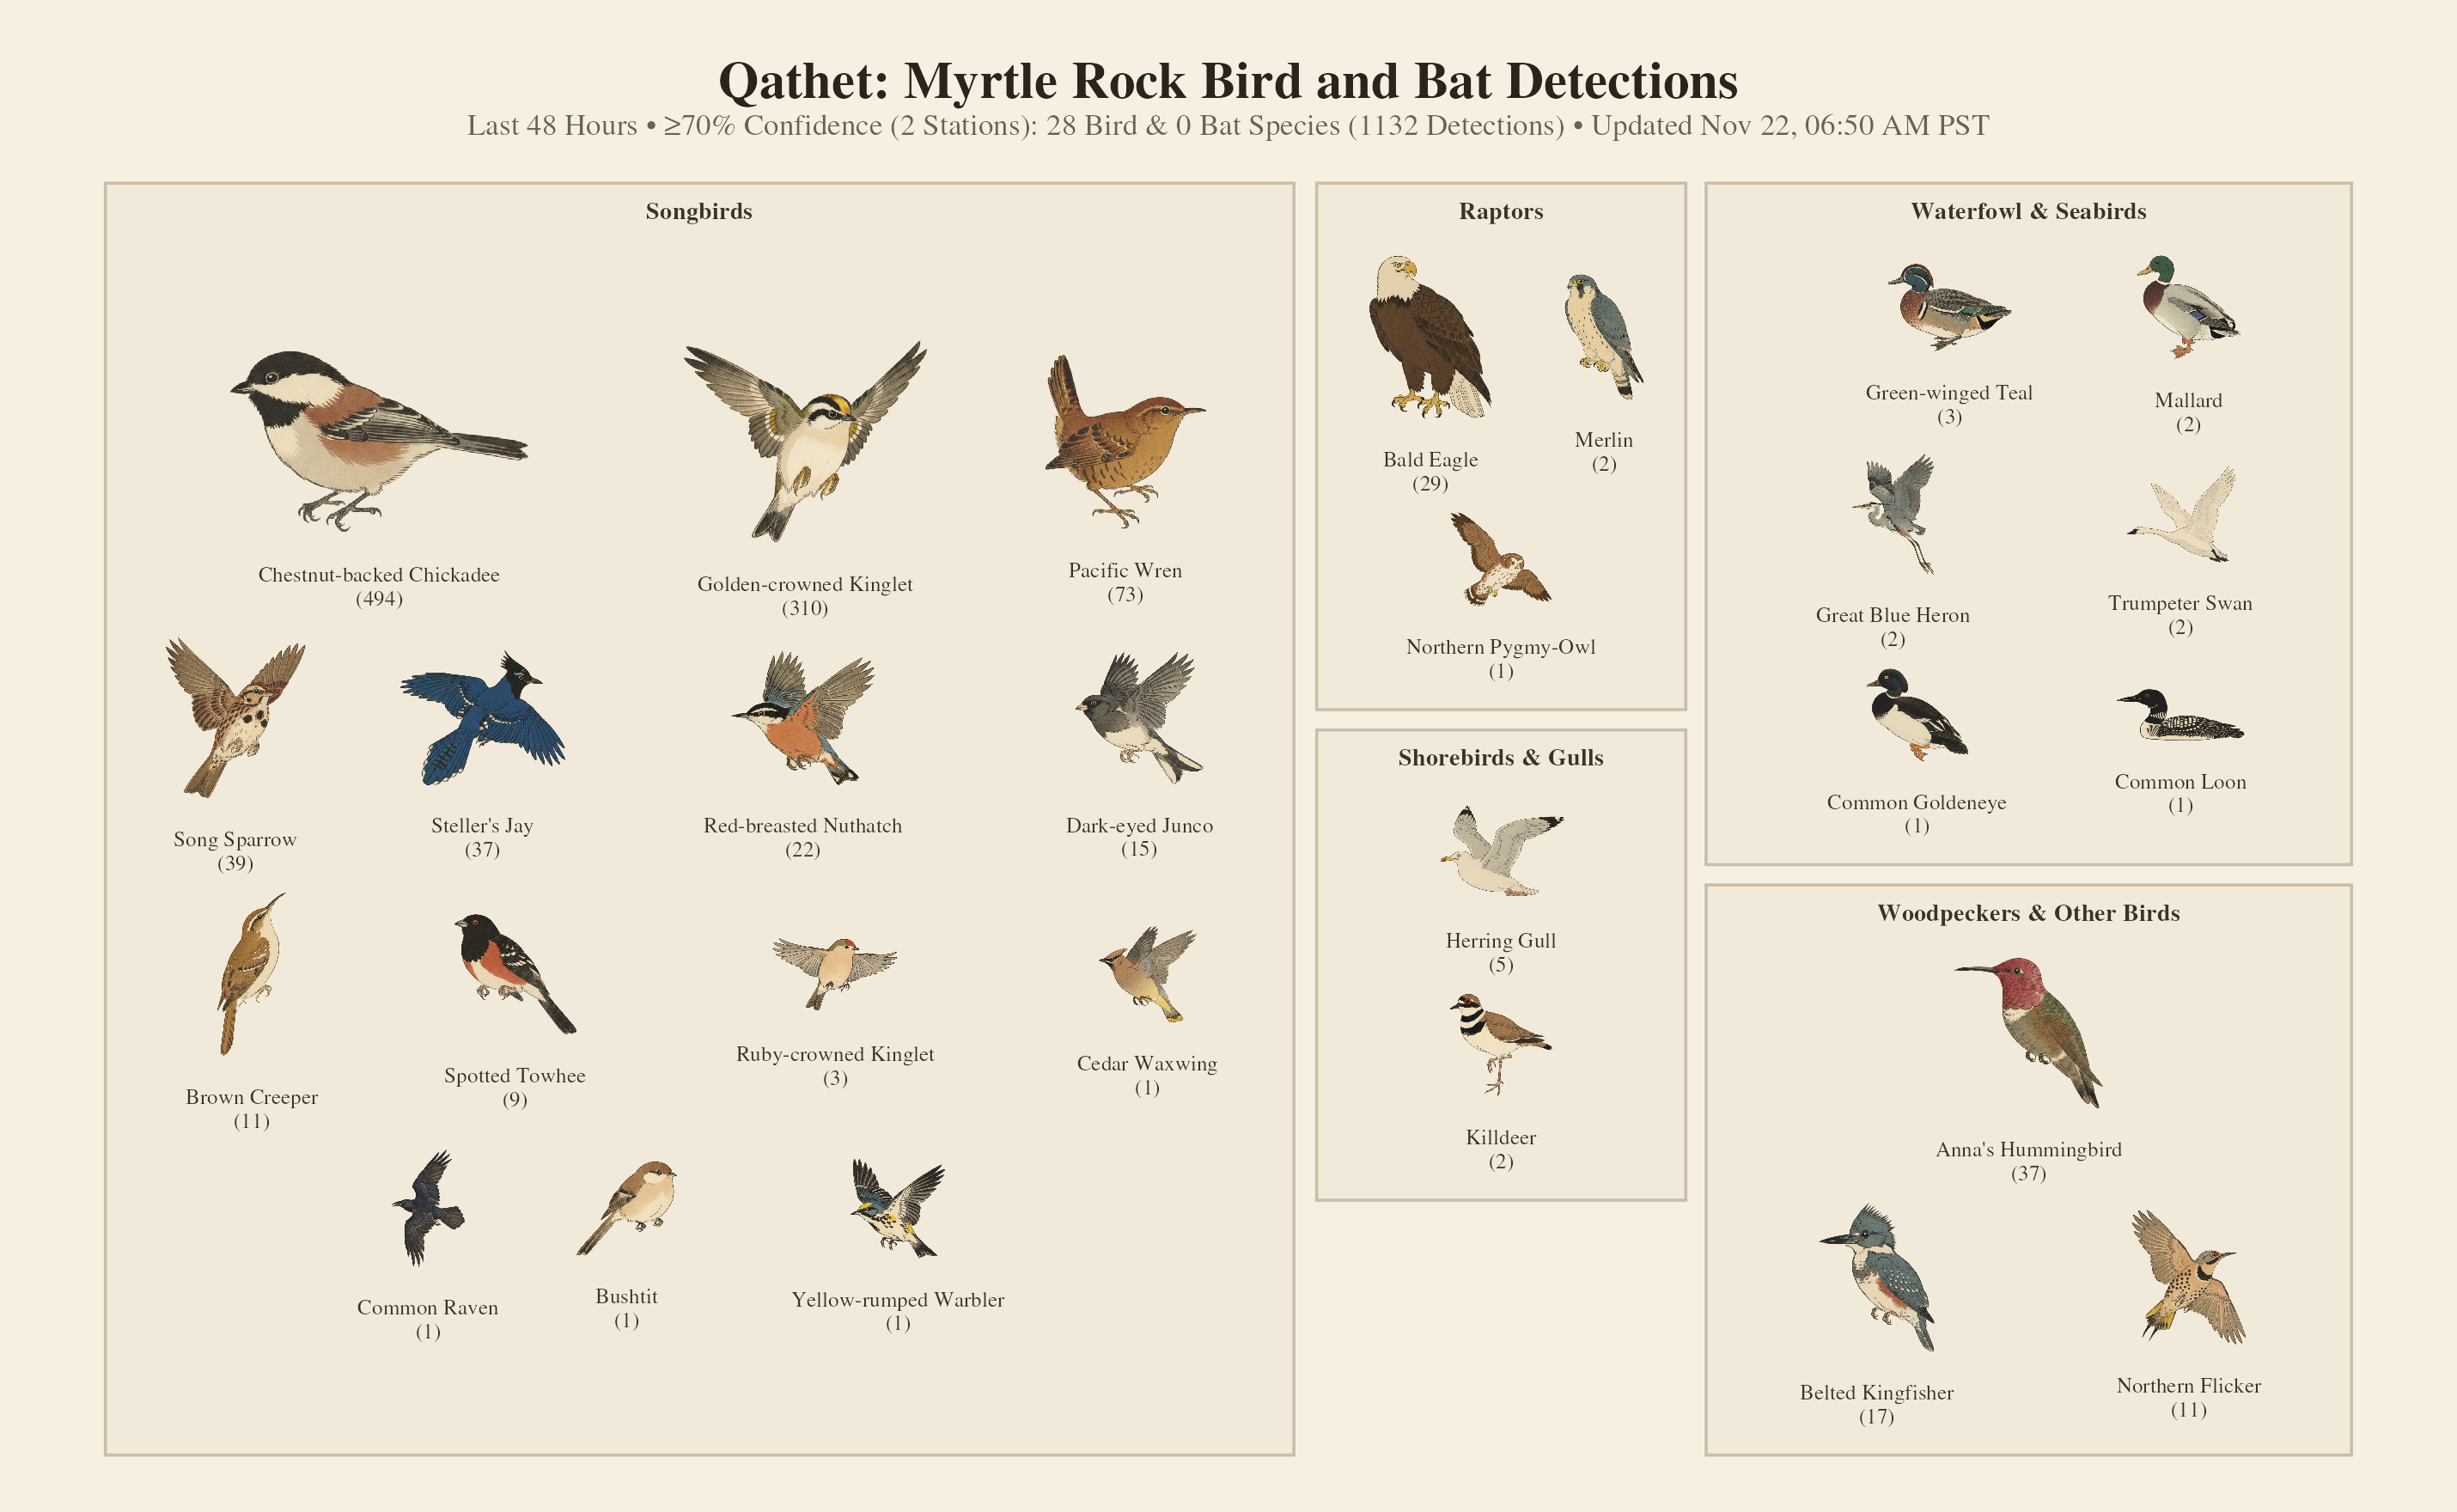 Qathet: Myrtle Rock Bird and Bat Detections
Last 48 Hours • ≥70% Confidence (2 Stations): 28 Bird & 0 Bat Species (1132 Detections) • Updated Nov 22, 06:50 AM PST
Songbirds
Chestnut-backed Chickadee
(494)
Golden-crowned Kinglet
(310)
Pacific Wren
(73)
Song Sparrow
(39)
Steller's Jay
(37)
Red-breasted Nuthatch
(22)
Dark-eyed Junco
(15)
Brown Creeper
(11)
Spotted Towhee
(9)
Ruby-crowned Kinglet
(3)
Cedar Waxwing
(1)
Common Raven
(1)
Bushtit
(1)
Yellow-rumped Warbler
(1)
Raptors
Bald Eagle
(29)
Merlin
(2)
Northern Pygmy-Owl
(1)
Shorebirds & Gulls
Herring Gull
(5)
Killdeer
(2)
Waterfowl & Seabirds
Green-winged Teal
(3)
Mallard
(2)
Great Blue Heron
(2)
Trumpeter Swan
(2)
Common Goldeneye
(1)
Common Loon
(1)
Woodpeckers & Other Birds
Anna's Hummingbird
(37)
Belted Kingfisher
(17)
Northern Flicker
(11)